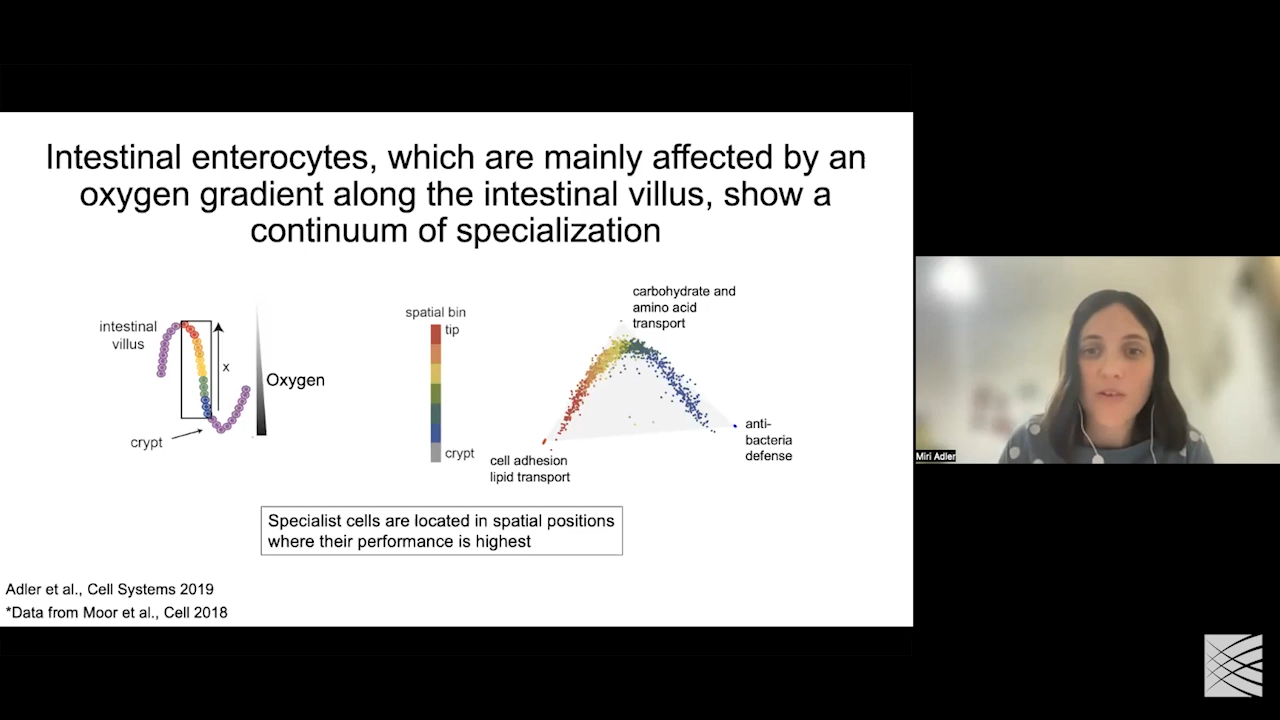 Intestinal enterocytes, which are mainly affected by an
oxygen gradient along the intestinal villus, show a
continuum of specialization
intestinal
villus
x
Oxygen
crypt
spatial bin
tip
crypt
carbohydrate and
amino acid
transport
anti-
bacteria
defense
cell adhesion
lipid transport
Specialist cells are located in spatial positions
where their performance is highest
Adler et al., Cell Systems 2019
*Data from Moor et al., Cell 2018
Miri Adler